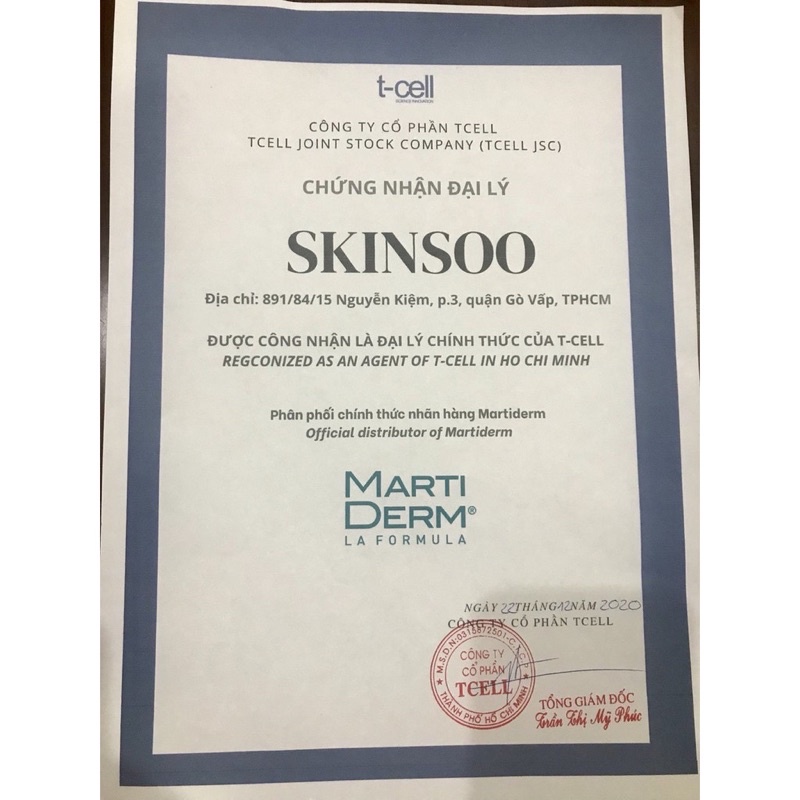 t-cell
CÔNG TY CỔ PHẦN TCELL
TCELL JOINT STOCK COMPANY (TCELL JSC)
CHỨNG NHẬN ĐẠI LÝ
SKINSOO
Địa chỉ: 891/84/15 Nguyễn Kiệm, p.3, quận Gò Vấp, TPHCM
ĐƯỢC CÔNG NHẬN LÀ ĐẠI LÝ CHÍNH THỨC CỦA T-CELL
REGCONIZED AS AN AGENT OF T-CELL IN HO CHI MINH
Phân phối chính thức nhãn hàng Martiderm
Official distributor of Martiderm
MARTI
DERM®
LA FORMULA
NGÀY 22 THÁNG 12 NĂM 2020
CÔNG TY CỔ PHẦN TCELL
M.S.D.N:0315872501-C.T.C.P
CÔNG TY
CỔ PHẦN
TCELL
THÀNH PHỐ HỒ CHÍ MINH
TỔNG GIÁM ĐỐC
Trần Thị Mỹ Phúc